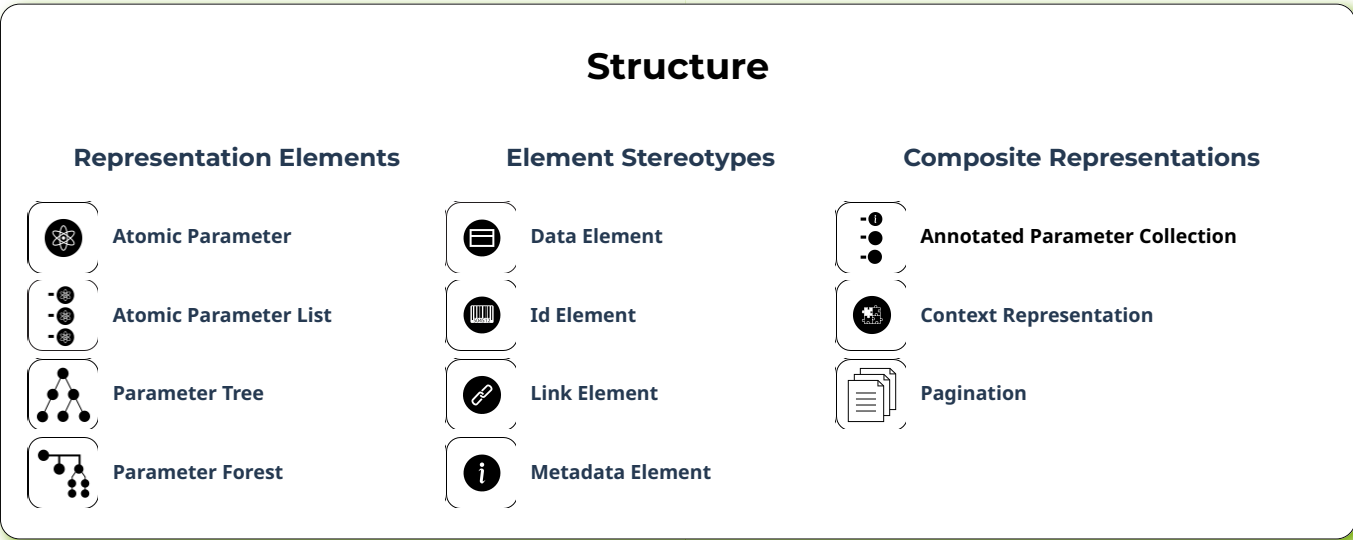 Structure
Representation Elements
Atomic Parameter
Atomic Parameter List
Parameter Tree
Parameter Forest
Element Stereotypes
Data Element
Id Element
Link Element
Metadata Element
Composite Representations
Annotated Parameter Collection
Context Representation
Pagination